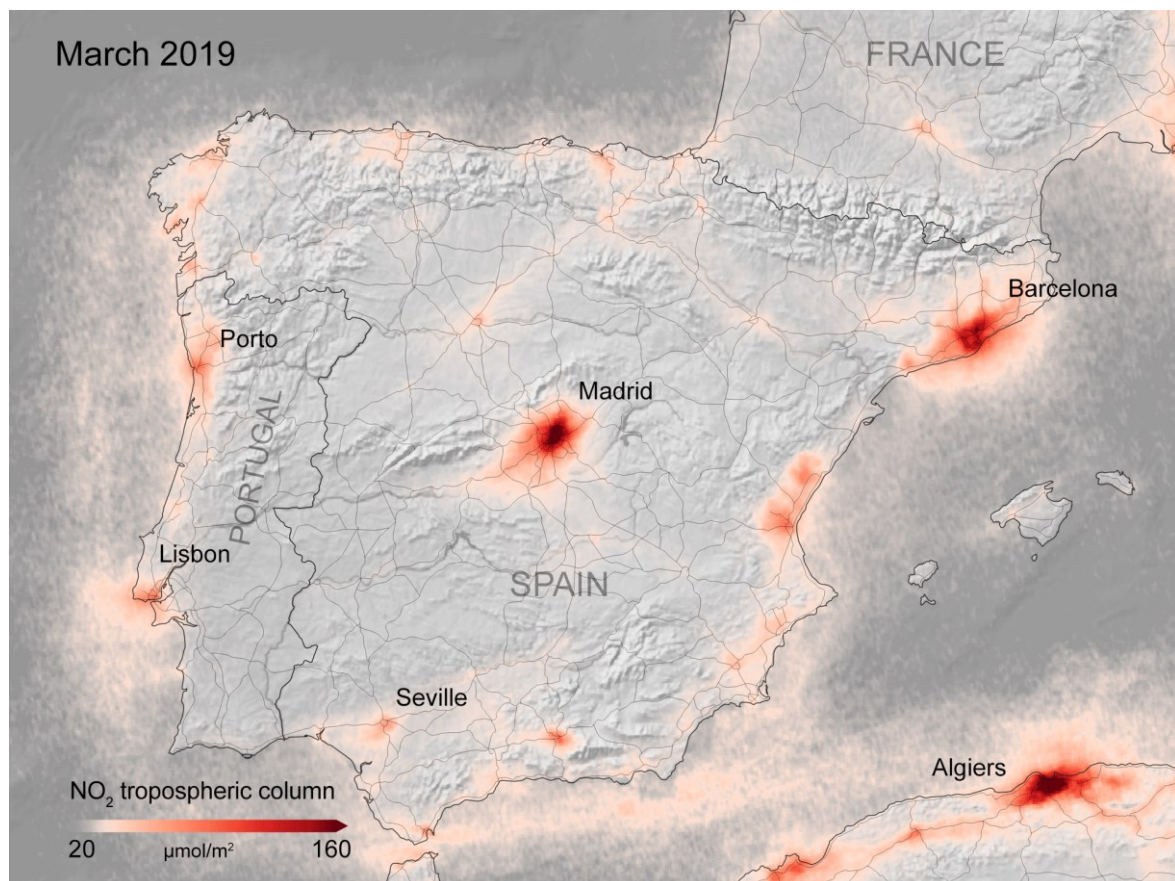 March 2019
FRANCE
Barcelona
Porto
Madrid
PORTUGAL
Lisbon
SPAIN
Seville
Algiers
NO₂ tropospheric column
20 µmol/m² 160